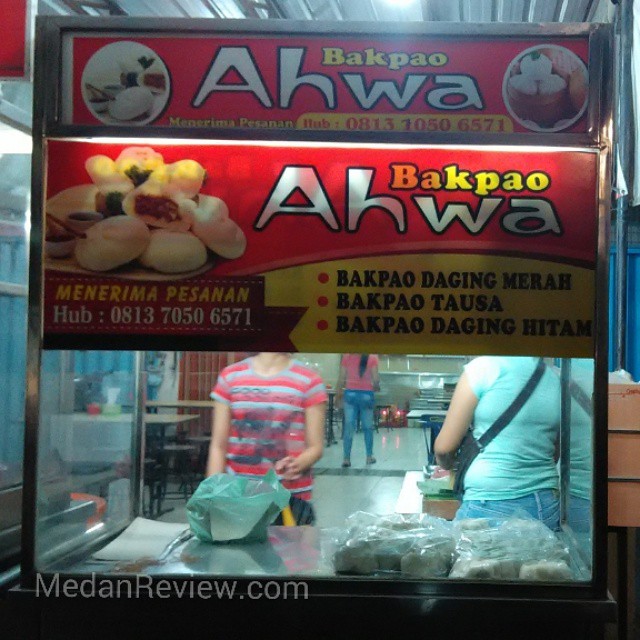 Bakpao
Ahwa
Menerima Pesanan Hub : 0813 7050 6571
Bakpao
Ahwa
MENERIMA PESANAN
Hub : 0813 7050 6571
• BAKPAO DAGING MERAH
• BAKPAO TAUSA
• BAKPAO DAGING HITAM
MedanReview.com